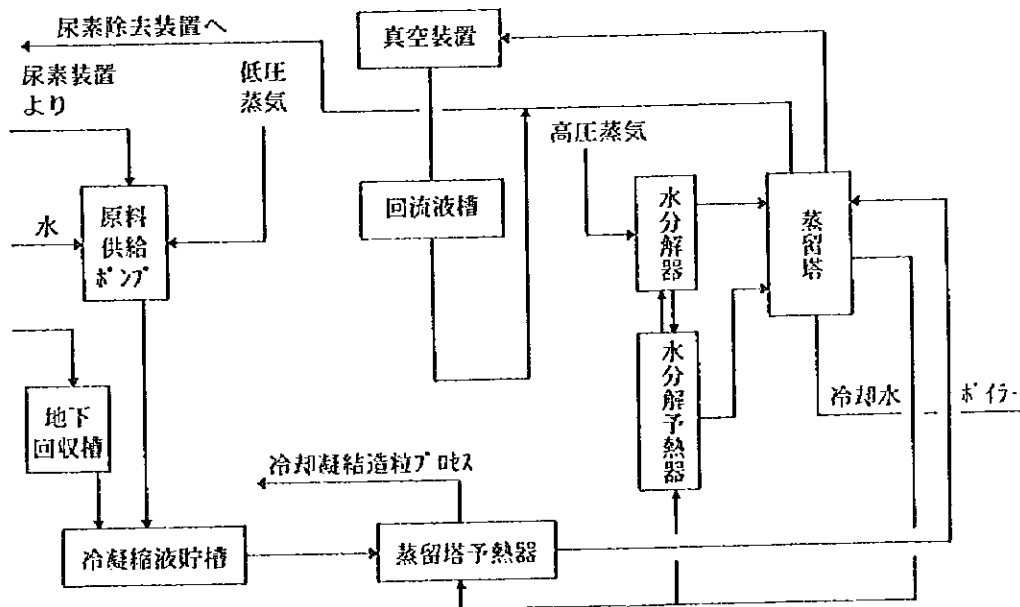 尿素除去装置へ
真空装置
尿素装置
より
低圧
蒸気
高圧蒸気
水
原料
供給
ポンプ
回流液槽
水分解器
蒸留塔
水分解予熱器
地下
回収槽
冷却水
ボイラー
冷却凝結造粒プロセス
冷凝縮液貯槽
蒸留塔予熱器